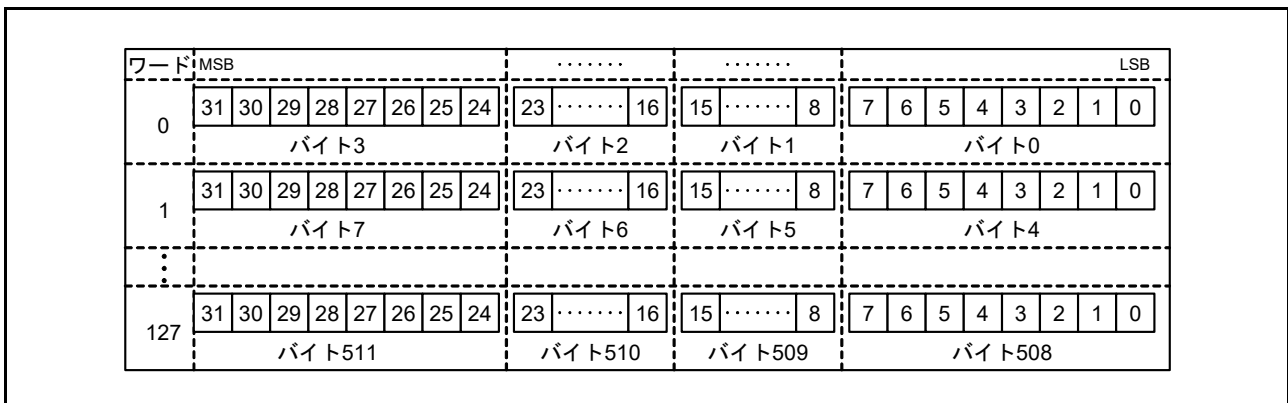 ワード MSB ······· ······· LSB
0 31 30 29 28 27 26 25 24 23 ······· 16 15 ······· 8 7 6 5 4 3 2 1 0
バイト3 バイト2 バイト1 バイト0
1 31 30 29 28 27 26 25 24 23 ······· 16 15 ······· 8 7 6 5 4 3 2 1 0
バイト7 バイト6 バイト5 バイト4
⋮
127 31 30 29 28 27 26 25 24 23 ······· 16 15 ······· 8 7 6 5 4 3 2 1 0
バイト511 バイト510 バイト509 バイト508